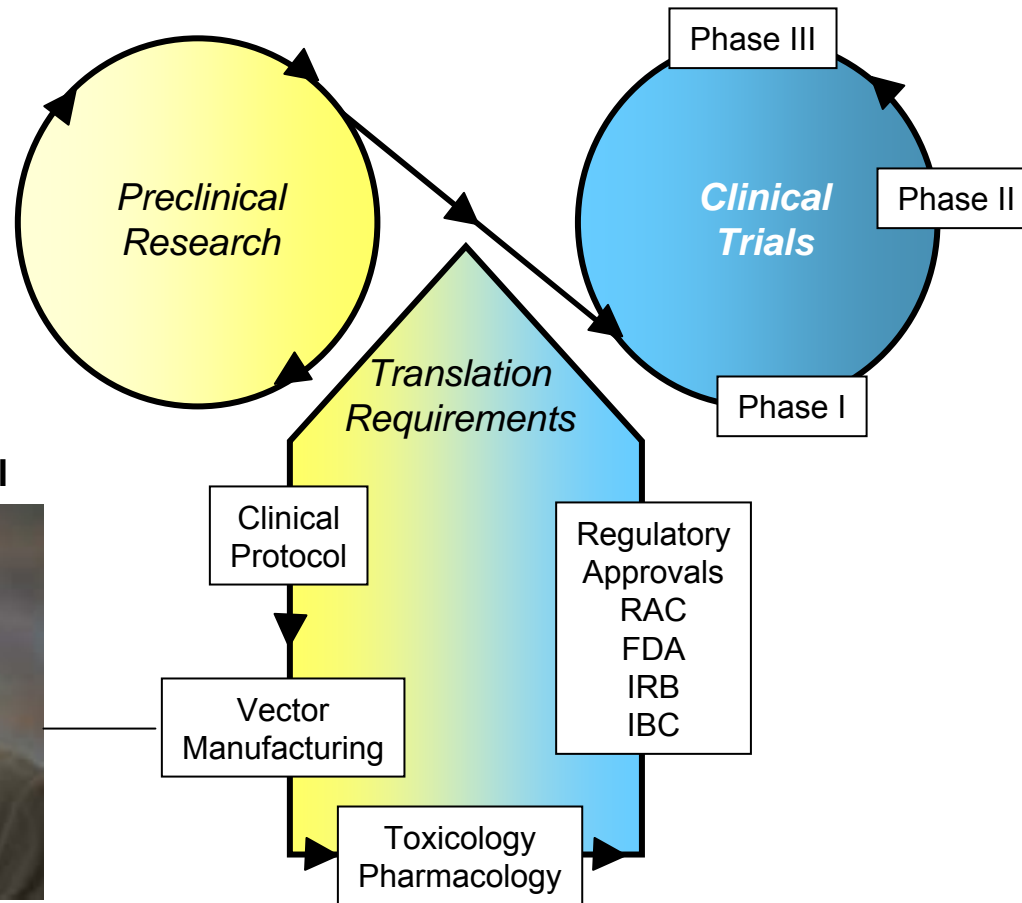 Phase III
Preclinical
Research
Clinical
Trials
Phase II
Phase I
Translation
Requirements
Clinical
Protocol
Regulatory
Approvals
RAC
FDA
IRB
IBC
Vector
Manufacturing
Toxicology
Pharmacology